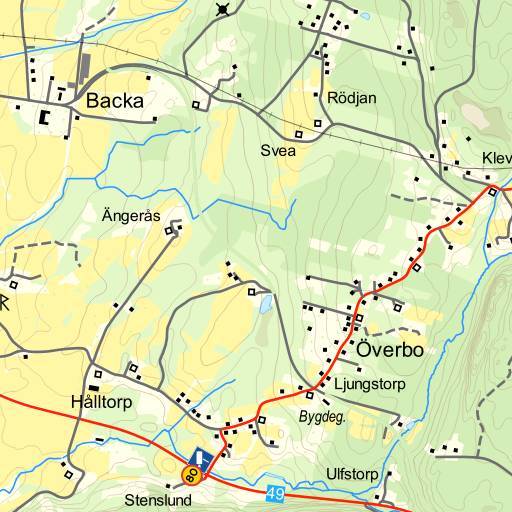 Backa
Rödjan
Svea
Klev
Ängerås
R
Överbo
Ljungstorp
Hålltorp
Bygdeg.
Ulfstorp
80
49
Stenslund